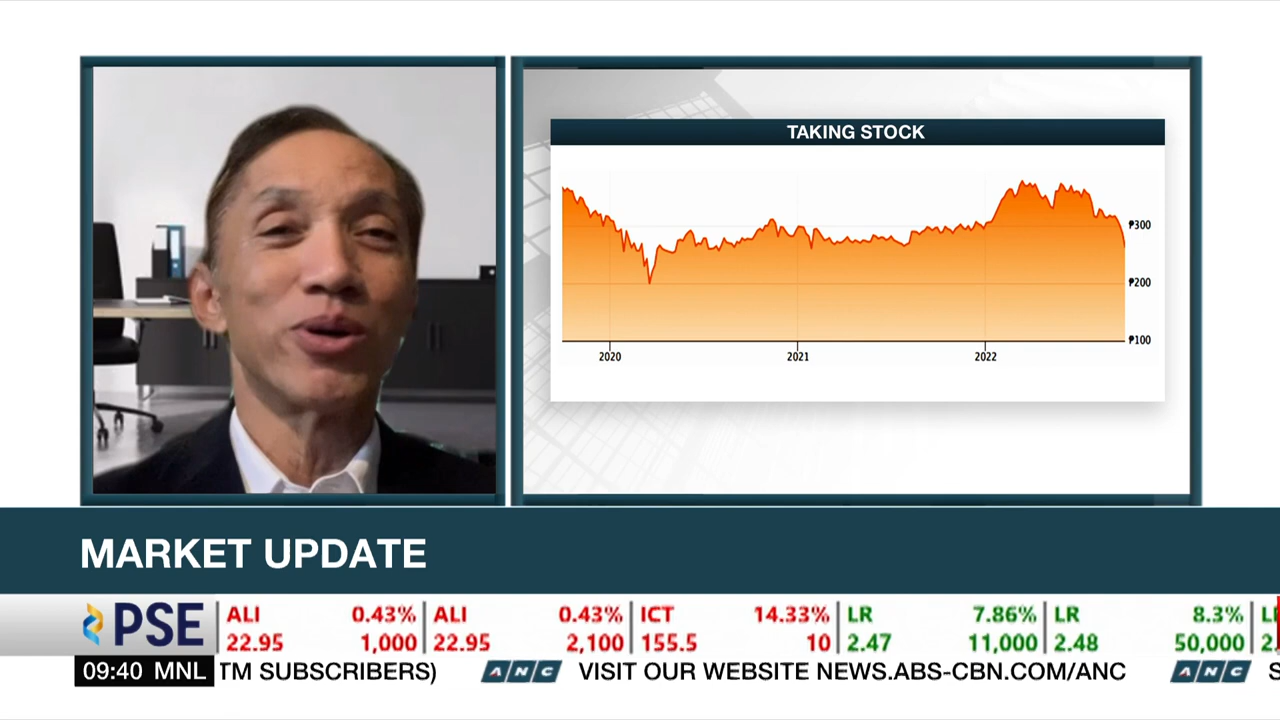 TAKING STOCK
₱300
₱200
₱100
2020 2021 2022
MARKET UPDATE
PSE
ALI 0.43%
22.95 1,000
ALI 0.43%
22.95 2,100
ICT 14.33%
155.5 10
LR 7.86%
2.47 11,000
LR 8.3%
2.48 50,000
09:40 MNL
TM SUBSCRIBERS) ANC VISIT OUR WEBSITE NEWS.ABS-CBN.COM/ANC ANC